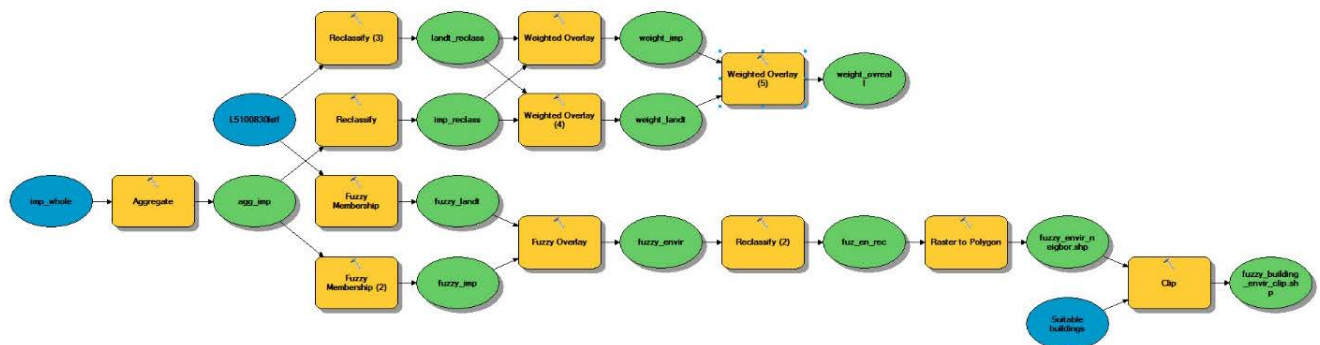 Reclassify (3)
landt_reclass
Weighted Overlay
weight_imp
Weighted Overlay
(5)
weight_ovreal
l
Reclassify
imp_reclass
Weighted Overlay
(4)
weight_landt
imp_whole
Aggregate
agg_imp
Fuzzy
Membership
fuzzy_landt
Fuzzy Overlay
fuzzy_envir
Reclassify (2)
fuz_en_rec
Raster to Polygon
fuzzy_envir_n
eigbor.shp
Fuzzy
Membership (2)
fuzzy_imp
Clip
fuzzy_building
_envir_clip.sh
p
Suitable
buildings